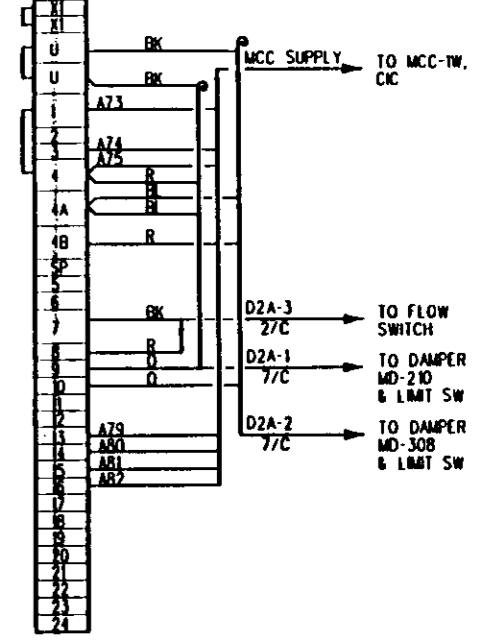 X1
X1
U
BK
MCC SUPPLY
TO MCC-1W,
CIC
U
BK
1
A73
2
3
A74
A75
4
R
BL
4A
BL
4B
R
SP
5
6
7
BK
D2A-3
2/C
TO FLOW
SWITCH
8
R
9
O
10
O
D2A-1
7/C
TO DAMPER
MD-210
& LIMIT SW
11
12
13
A79
14
A80
15
A81
16
A82
D2A-2
7/C
TO DAMPER
MD-308
& LIMIT SW
17
18
19
20
21
22
23
24